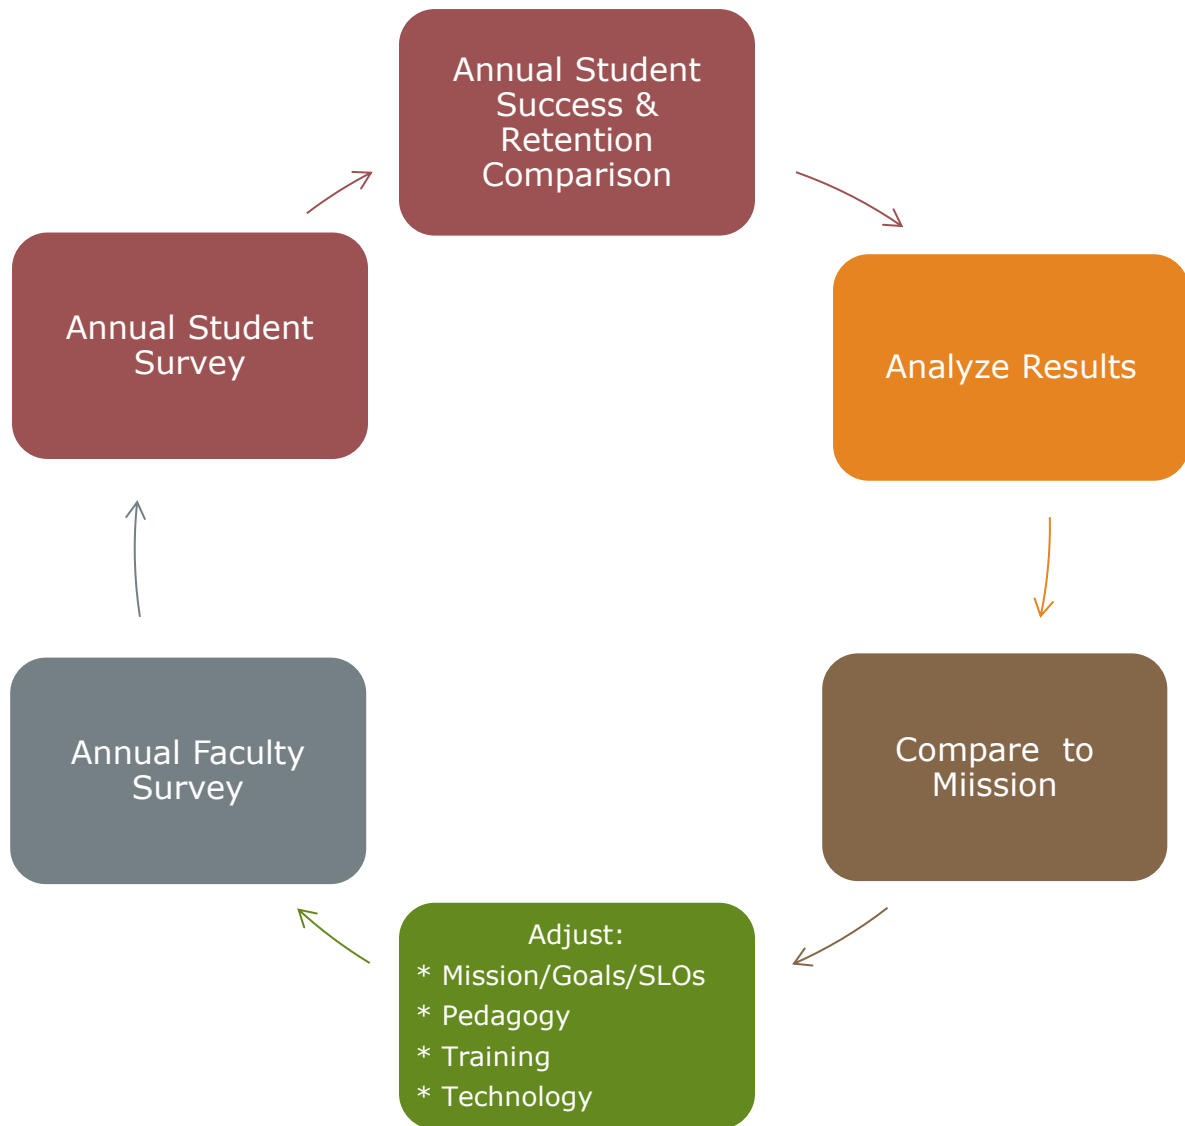 Annual Student
Success &
Retention
Comparison
Analyze Results
Compare  to
Miission
Adjust:
* Mission/Goals/SLOs
* Pedagogy
* Training
* Technology
Annual Faculty
Survey
Annual Student
Survey